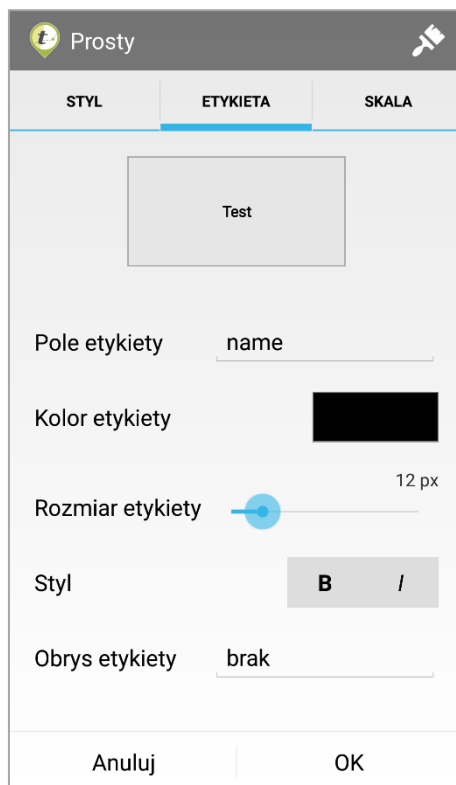 t Prosty
STYL ETYKIETA SKALA
Test
Pole etykiety name
Kolor etykiety
12 px
Rozmiar etykiety
Styl B I
Obrys etykiety brak
Anuluj OK